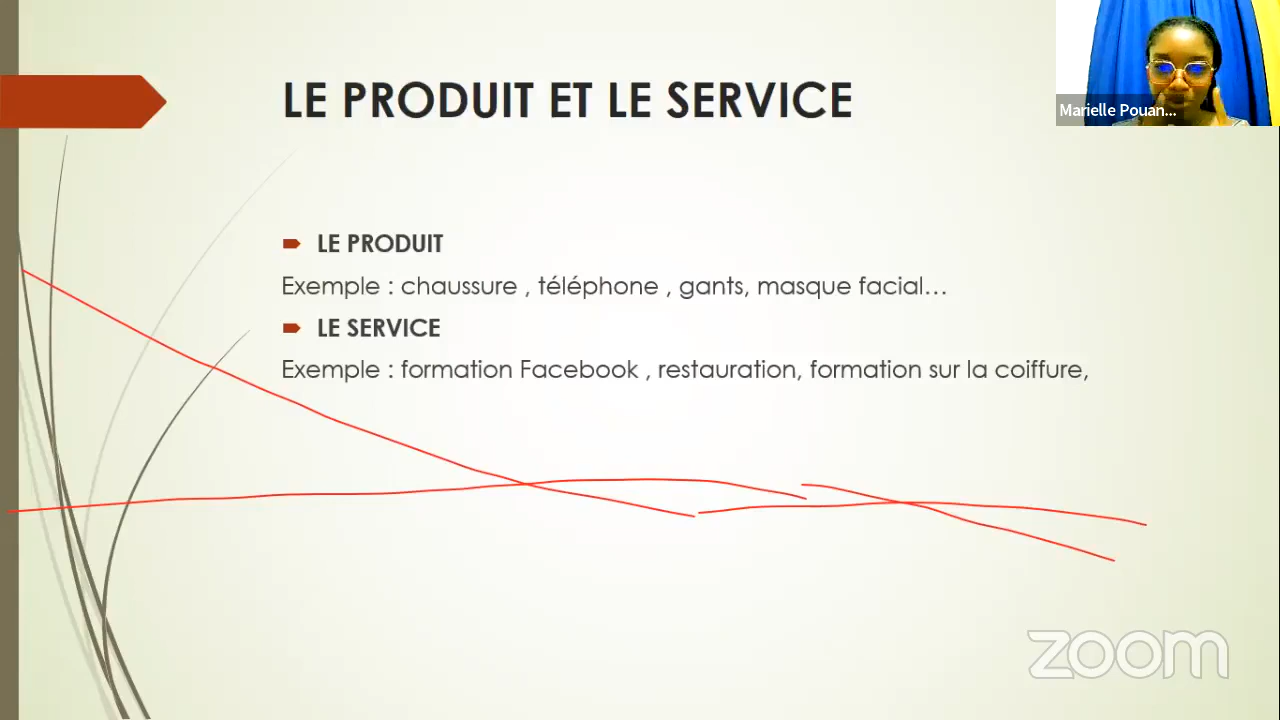 LE PRODUIT ET LE SERVICE
Marielle Pouan...
LE PRODUIT
Exemple : chaussure , téléphone , gants, masque facial…
LE SERVICE
Exemple : formation Facebook , restauration, formation sur la coiffure,
zoom